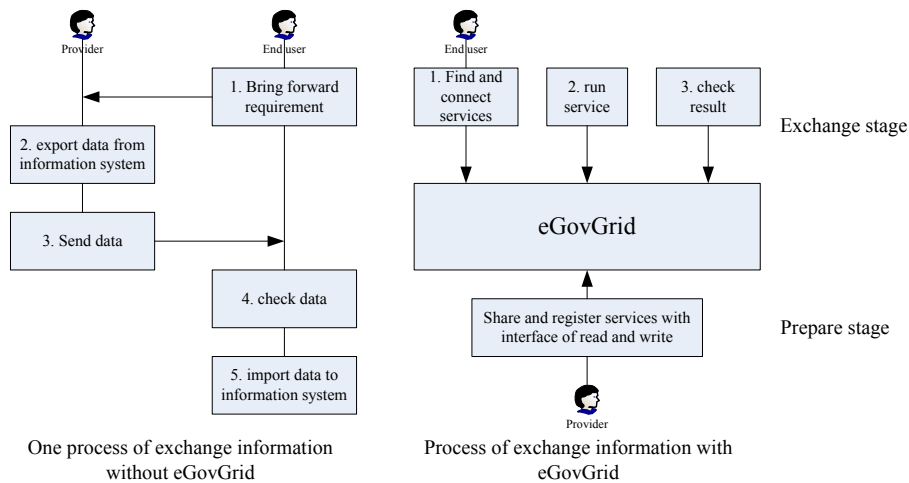 Provider
End user
1. Bring forward
requirement
2. export data from
information system
3. Send data
4. check data
5. import data to
information system
One process of exchange information
without eGovGrid
End user
1. Find and
connect
services
2. run
service
3. check
result
Exchange stage
eGovGrid
Share and register services with
interface of read and write
Prepare stage
Provider
Process of exchange information with
eGovGrid